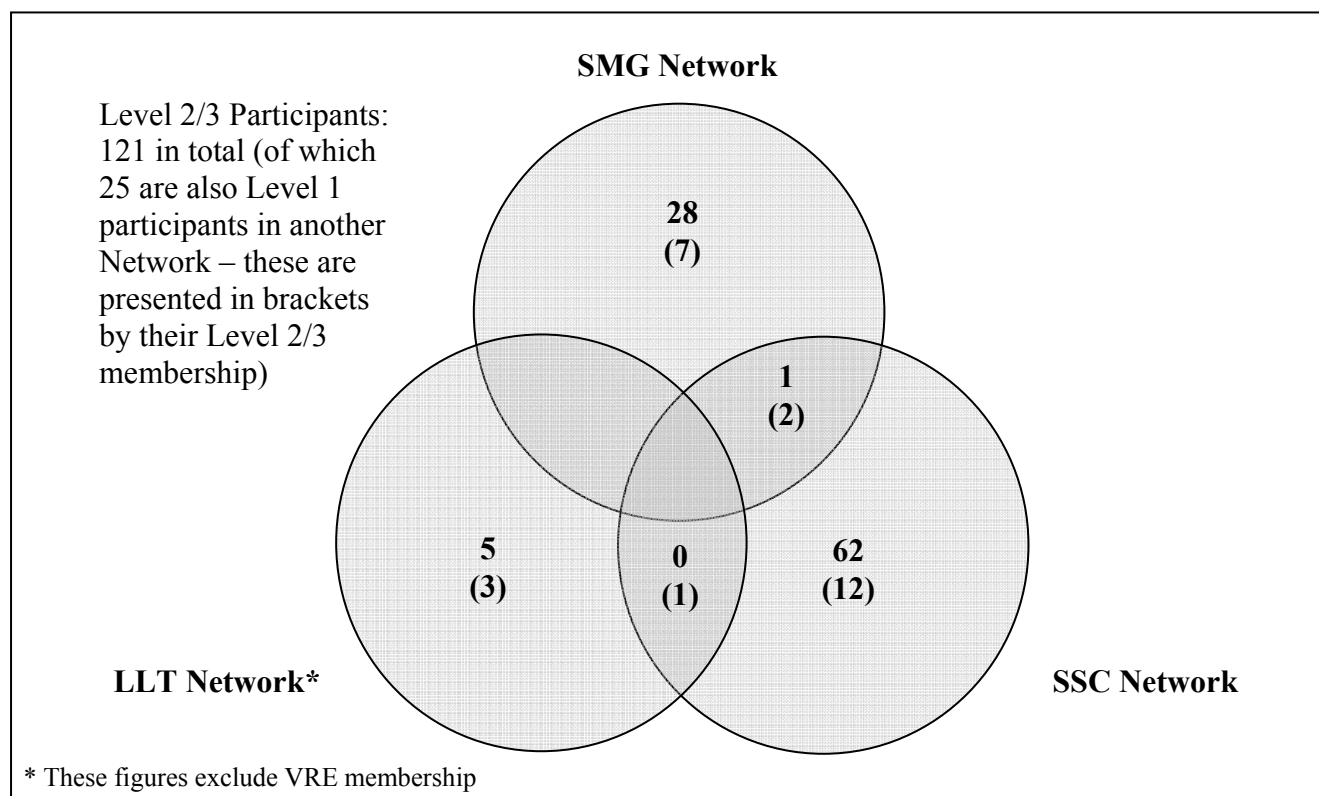 SMG Network
Level 2/3 Participants:
121 in total (of which
25 are also Level 1
participants in another
Network – these are
presented in brackets
by their Level 2/3
membership)
28
(7)
1
(2)
5
(3)
0
(1)
62
(12)
LLT Network*
SSC Network
* These figures exclude VRE membership